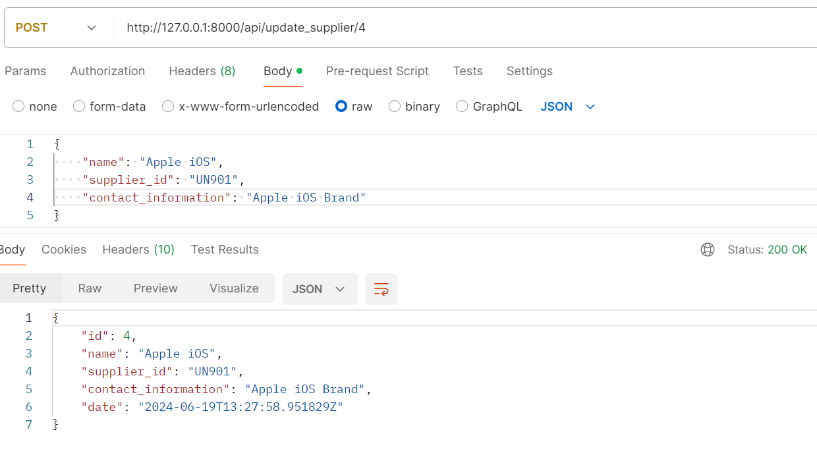 POST http://127.0.0.1:8000/api/update_supplier/4
Params Authorization Headers (8) Body Pre-request Script Tests Settings
none form-data x-www-form-urlencoded raw binary GraphQL JSON
1 {
2 "name": "Apple iOS",
3 "supplier_id": "UN901",
4 "contact_information": "Apple iOS Brand"
5 }
Body Cookies Headers (10) Test Results Status: 200 OK
Pretty Raw Preview Visualize JSON
1 {
2 "id": 4,
3 "name": "Apple iOS",
4 "supplier_id": "UN901",
5 "contact_information": "Apple iOS Brand",
6 "date": "2024-06-19T13:27:58.951829Z"
7 }